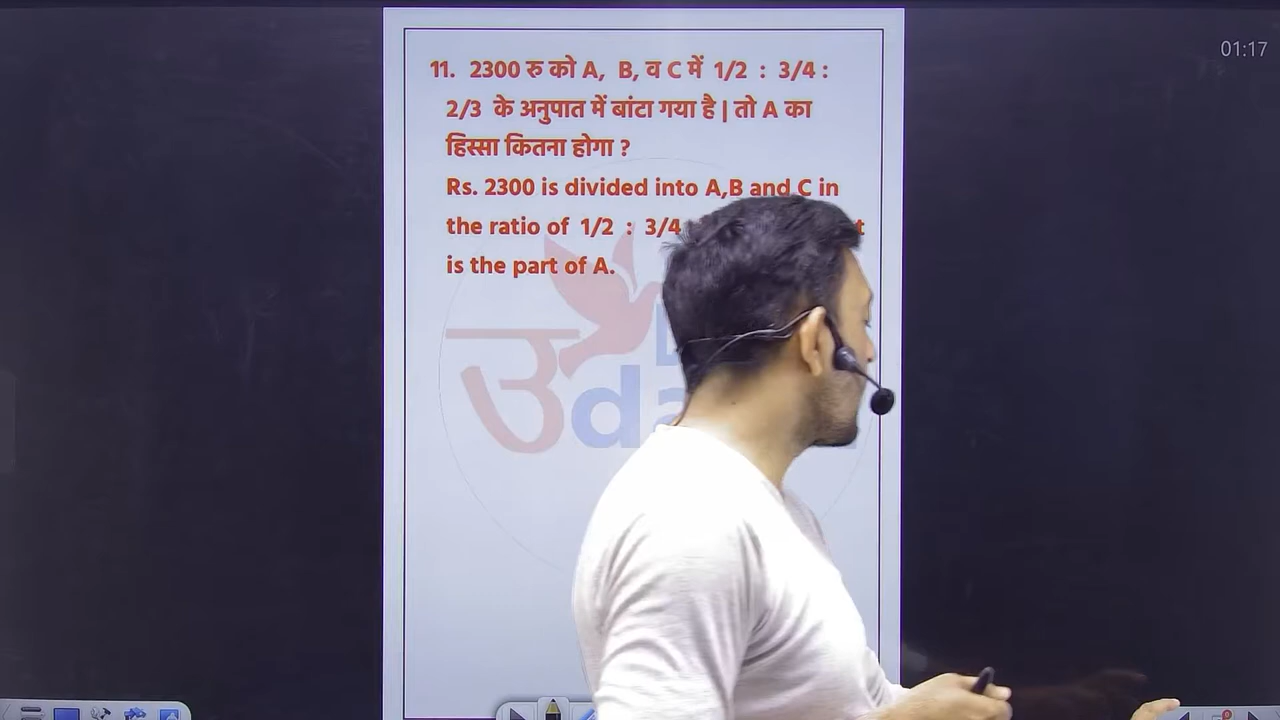 01:17
11. 2300 रु को A, B, व C में 1/2 : 3/4 :
2/3 के अनुपात में बांटा गया है | तो A का
हिस्सा कितना होगा ?
Rs. 2300 is divided into A,B and C in
the ratio of 1/2 : 3/4
is the part of A.
उ